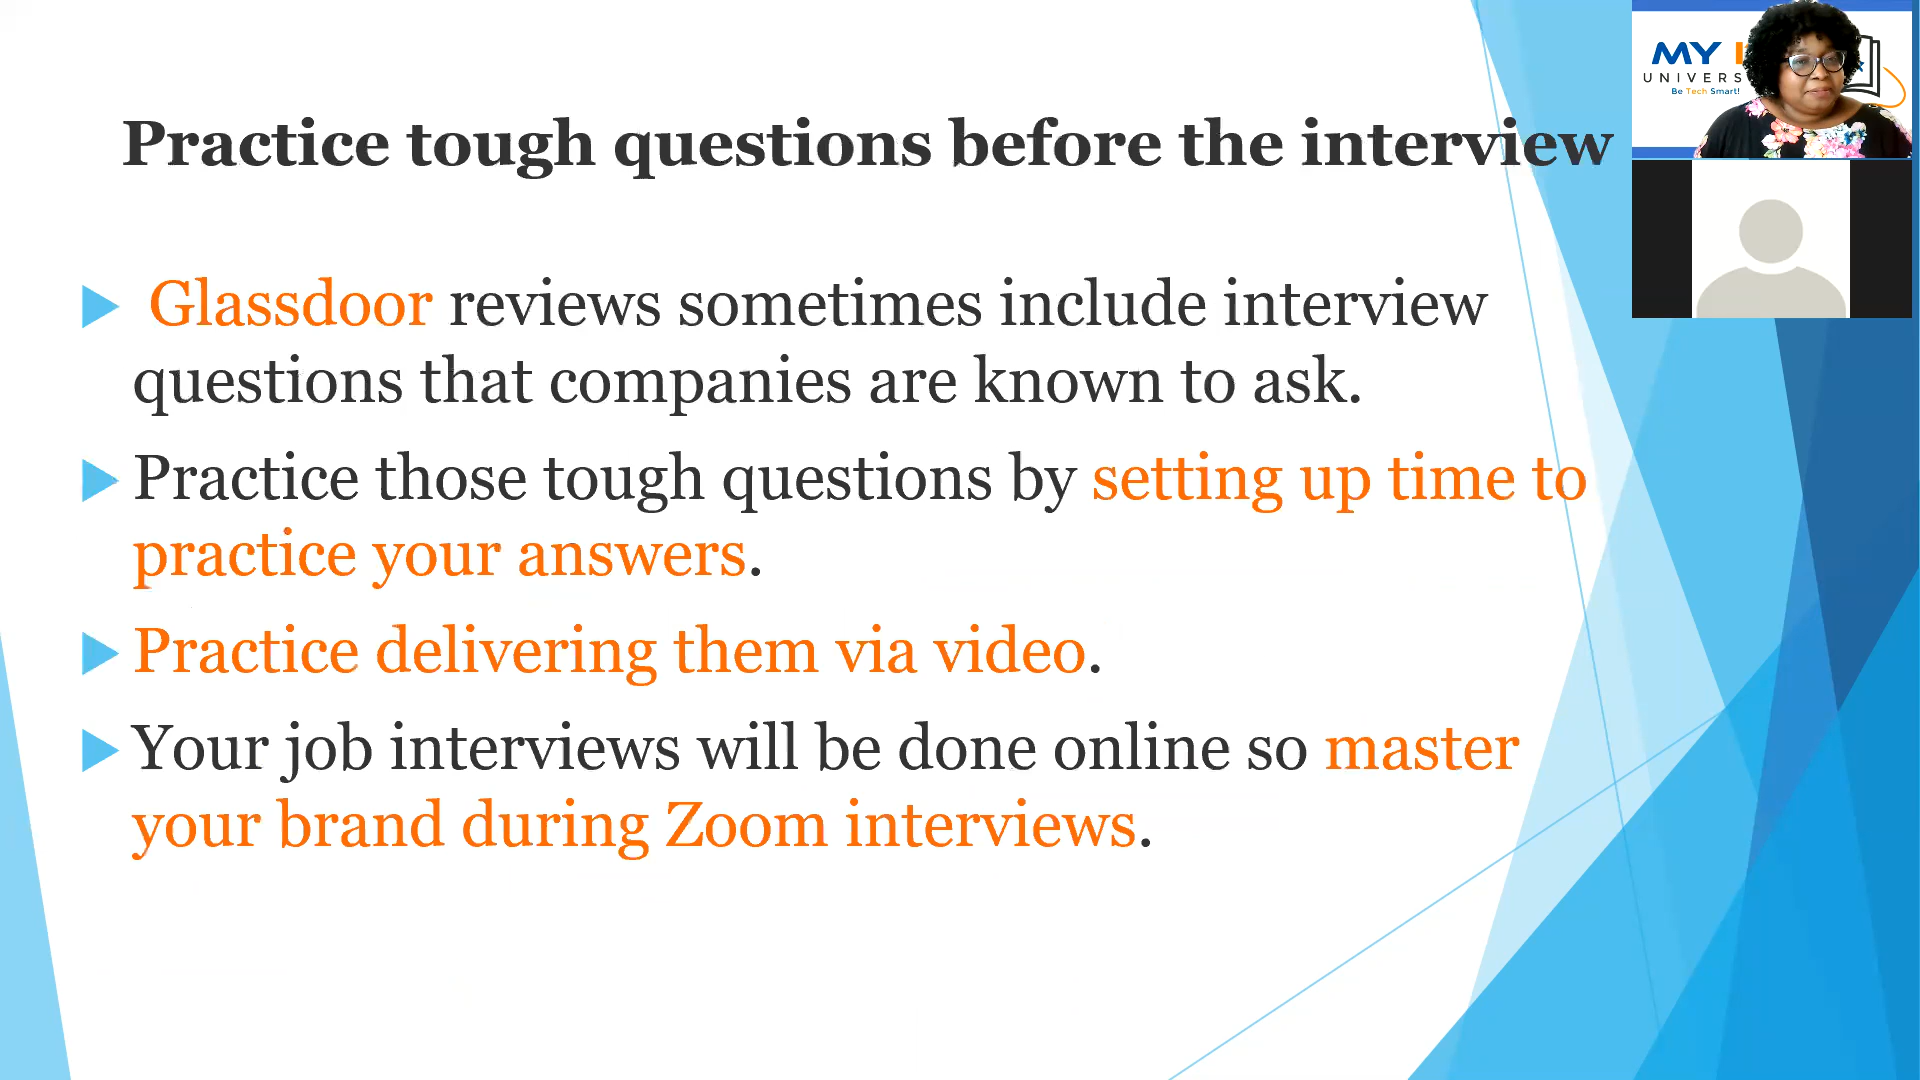 Practice tough questions before the interview
Glassdoor reviews sometimes include interview
questions that companies are known to ask.
Practice those tough questions by setting up time to
practice your answers.
Practice delivering them via video.
Your job interviews will be done online so master
your brand during Zoom interviews.
MY
UNIVERS
Be Tech Smart!